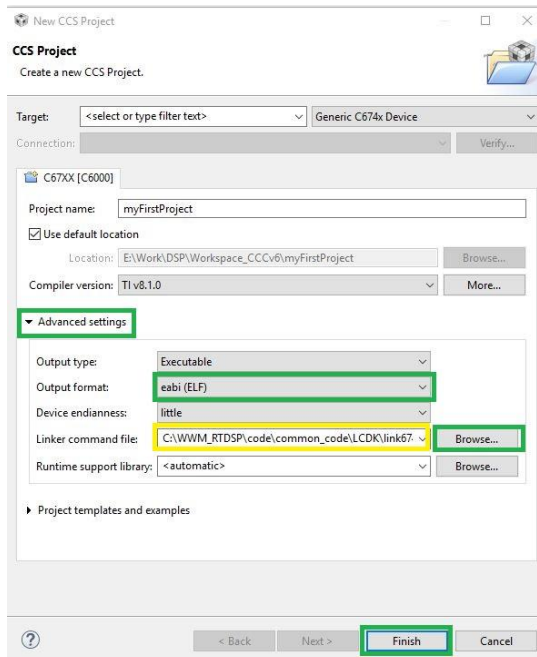 New CCS Project
CCS Project
Create a new CCS Project.
Target: <select or type filter text> Generic C674x Device
Connection: Verify...
C67XX [C6000]
Project name: myFirstProject
Use default location
Location: E:\Work\DSP\Workspace_CCCv6\myFirstProject Browse...
Compiler version: TI v8.1.0 More...
Advanced settings
Output type: Executable
Output format: eabi (ELF)
Device endianness: little
Linker command file: C:\WWM_RTDSP\code\common_code\LCDK\link67 Browse...
Runtime support library: <automatic> Browse...
Project templates and examples
? < Back Next > Finish Cancel